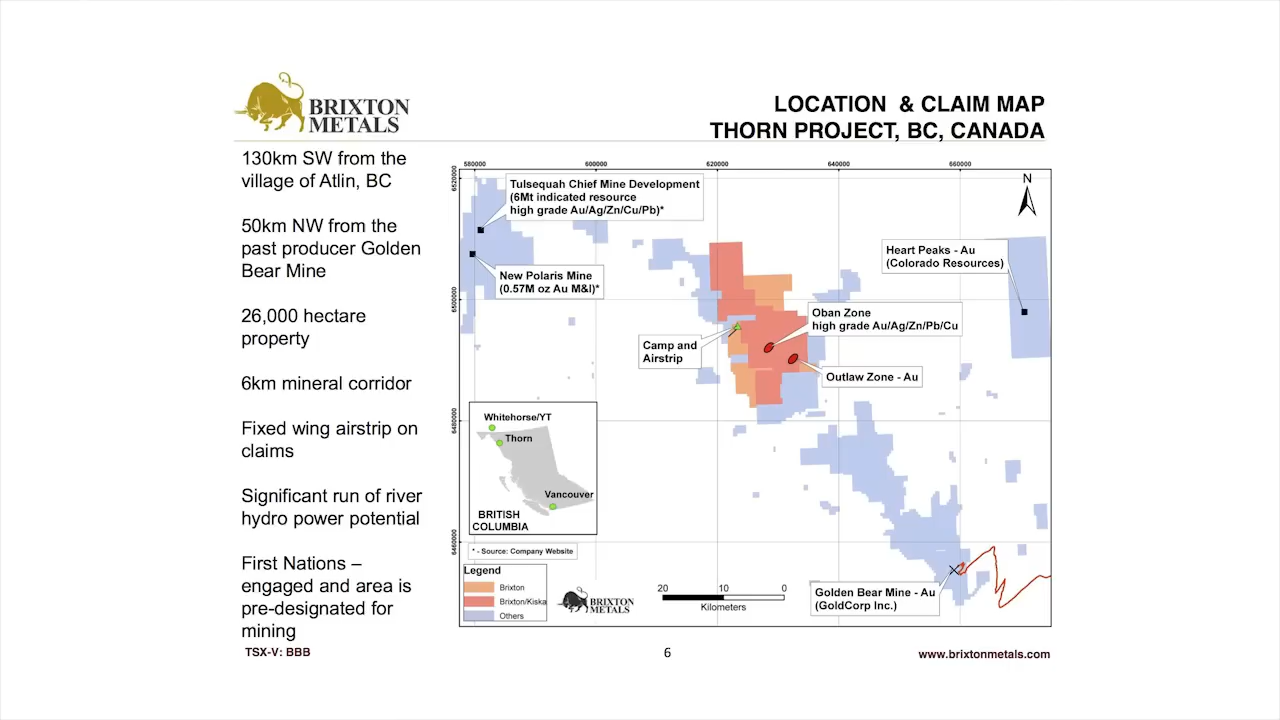 BRIXTON
METALS
LOCATION & CLAIM MAP
THORN PROJECT, BC, CANADA
130km SW from the
village of Atlin, BC
50km NW from the
past producer Golden
Bear Mine
26,000 hectare
property
6km mineral corridor
Fixed wing airstrip on
claims
Significant run of river
hydro power potential
First Nations –
engaged and area is
pre-designated for
mining
580000
600000
620000
640000
660000
6520000
6500000
6480000
6460000
Tulsequah Chief Mine Development
(6Mt indicated resource
high grade Au/Ag/Zn/Cu/Pb)*
New Polaris Mine
(0.57M oz Au M&I)*
N
Heart Peaks - Au
(Colorado Resources)
Oban Zone
high grade Au/Ag/Zn/Pb/Cu
Camp and
Airstrip
Outlaw Zone - Au
Whitehorse/YT
Thorn
Vancouver
BRITISH
COLUMBIA
* - Source: Company Website
Legend
Brixton
Brixton/Kiska
Others
BRIXTON
METALS
20 10 0
Kilometers
Golden Bear Mine - Au
(GoldCorp Inc.)
TSX-V: BBB
6
www.brixtonmetals.com